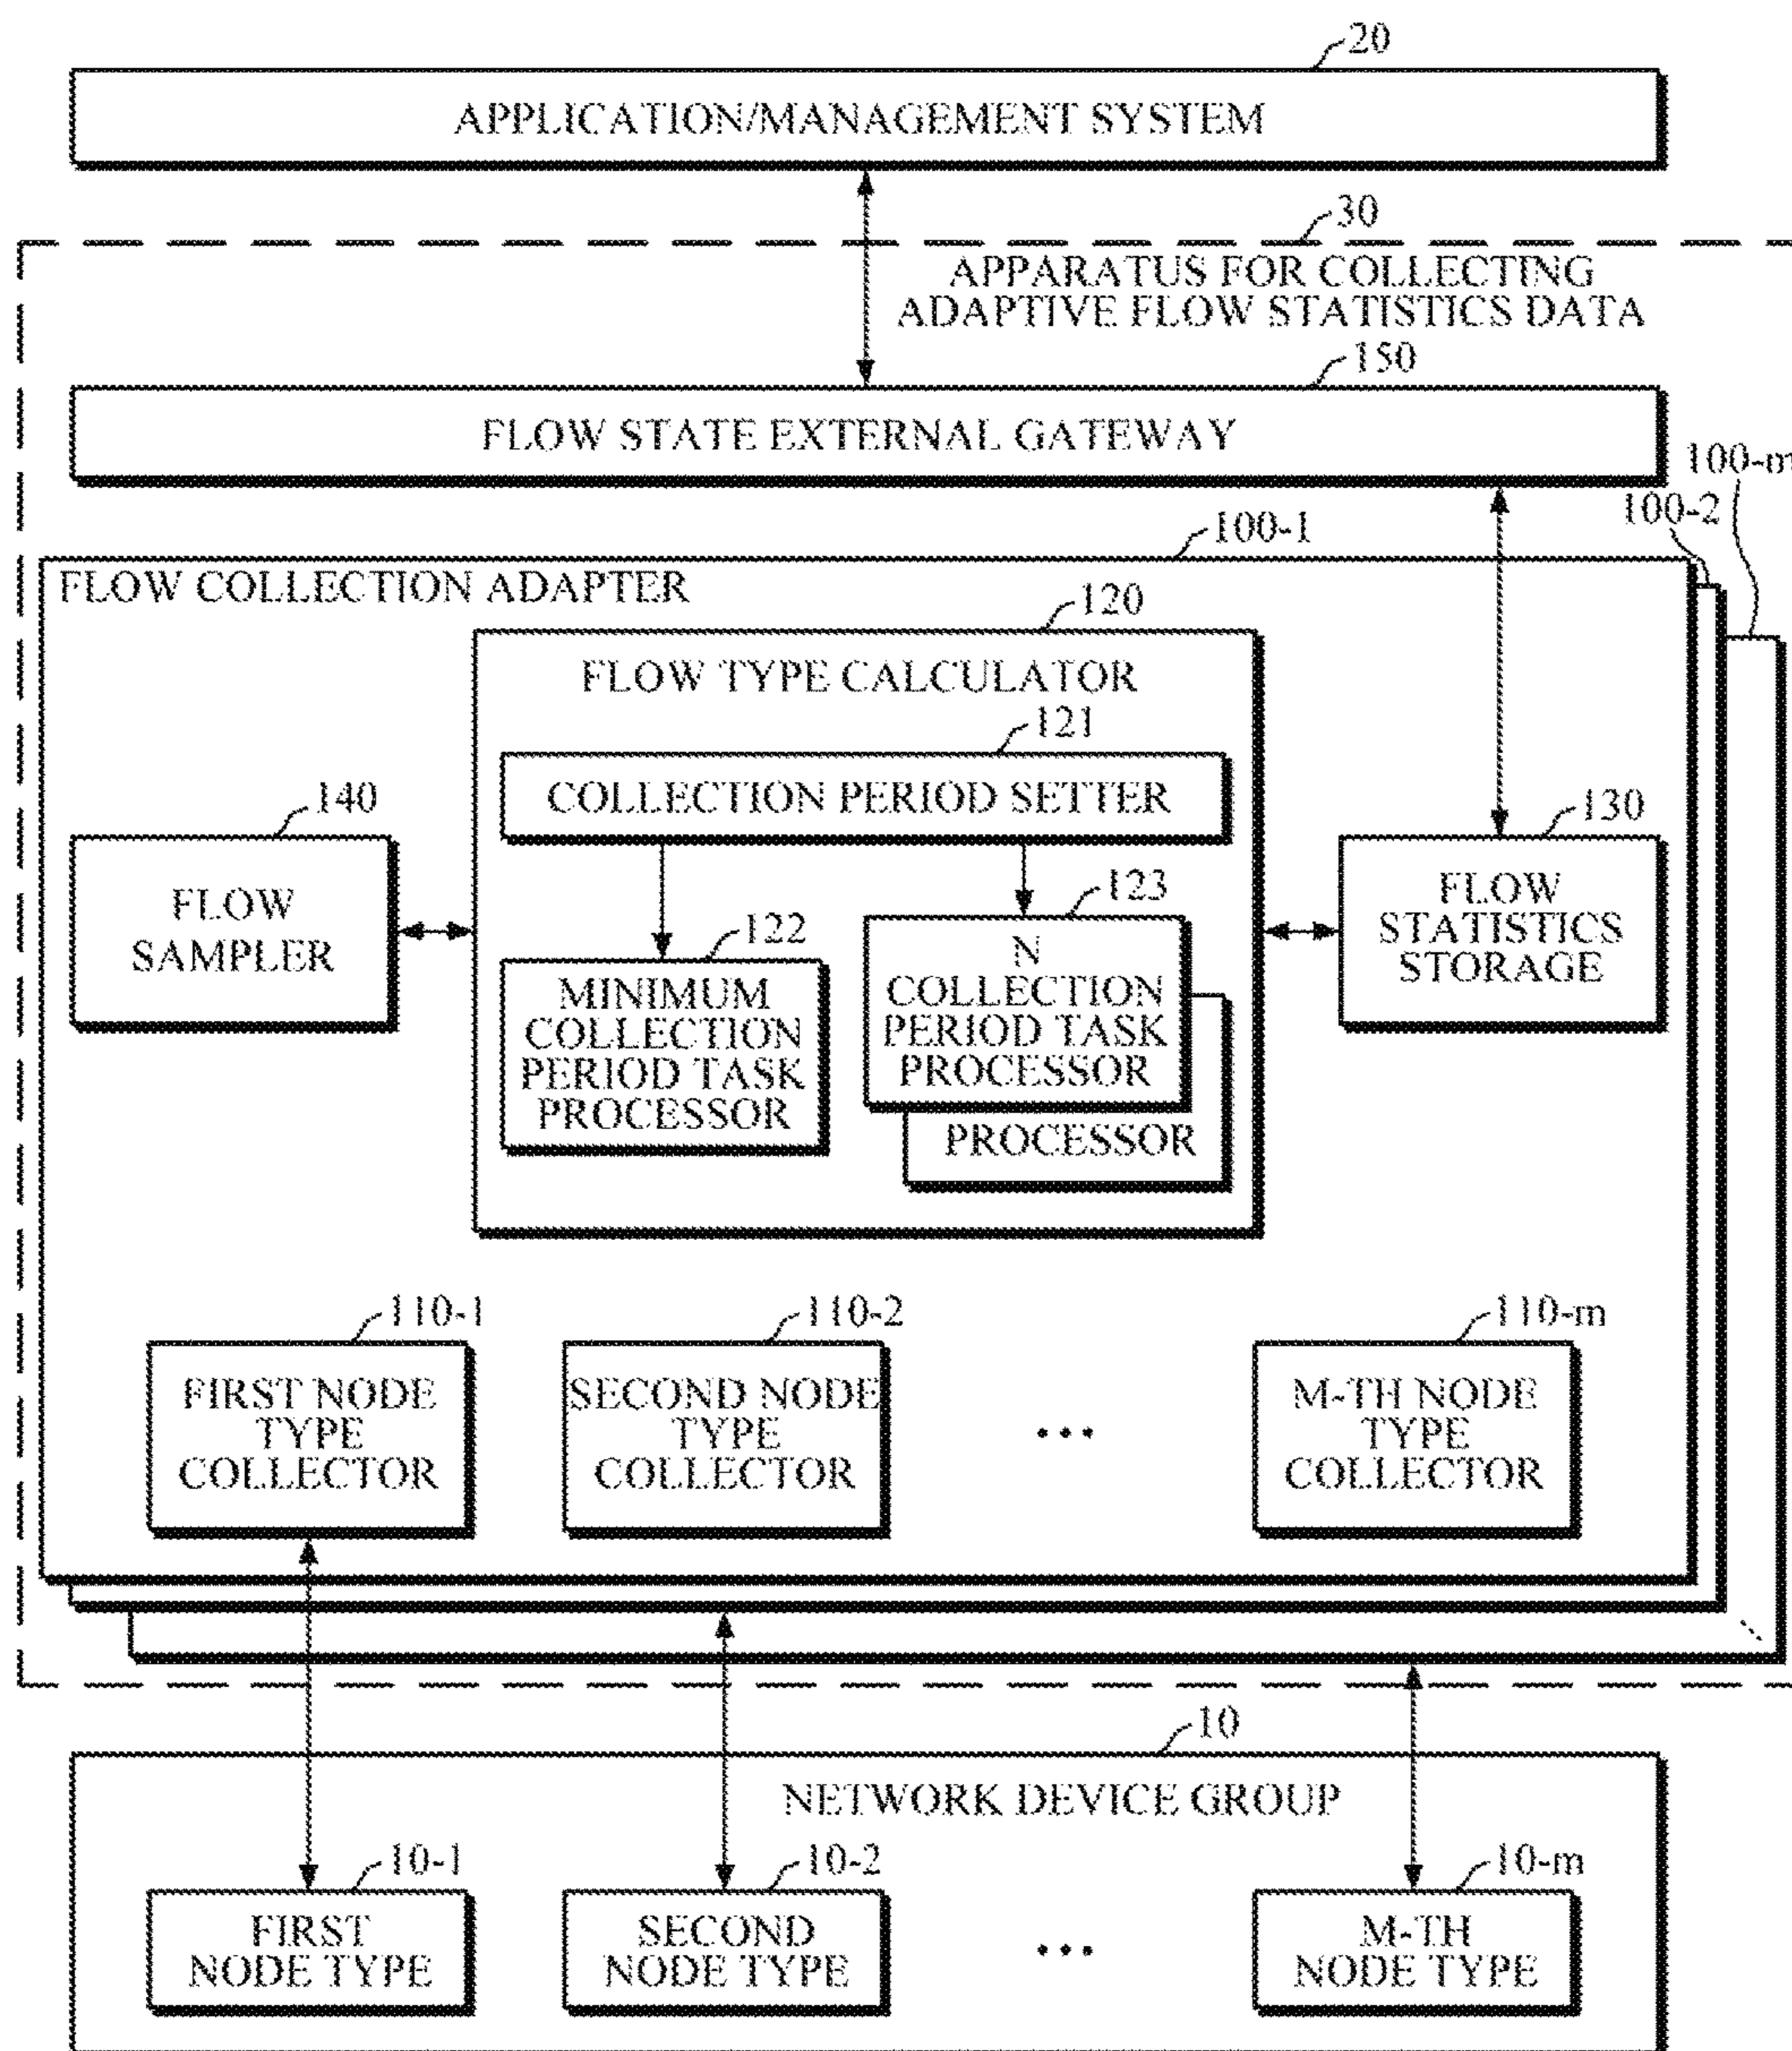 20
APPLICATION/MANAGEMENT SYSTEM
30
APPARATUS FOR COLLECTING
ADAPTIVE FLOW STATISTICS DATA
150
FLOW STATE EXTERNAL GATEWAY
100-m
100-2
100-1
FLOW COLLECTION ADAPTER
120
FLOW TYPE CALCULATOR
121
COLLECTION PERIOD SETTER
140
FLOW
SAMPLER
122
MINIMUM
COLLECTION
PERIOD TASK
PROCESSOR
123
N
COLLECTION
PERIOD TASK
PROCESSOR
PROCESSOR
130
FLOW
STATISTICS
STORAGE
110-1
FIRST NODE
TYPE
COLLECTOR
110-2
SECOND NODE
TYPE
COLLECTOR
...
110-m
M-TH NODE
TYPE
COLLECTOR
10
NETWORK DEVICE GROUP
10-1
FIRST
NODE TYPE
10-2
SECOND
NODE TYPE
...
10-m
M-TH
NODE TYPE